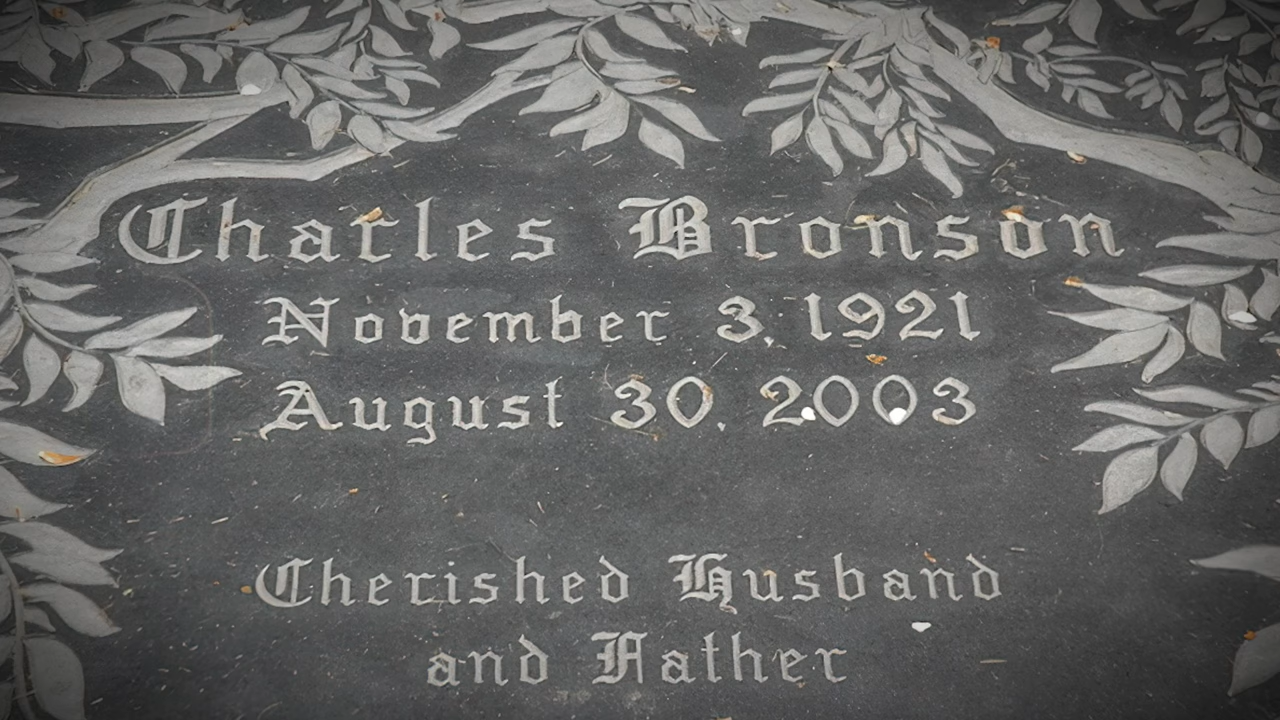 Charles Bronson
November 3, 1921
August 30, 2003
Cherished Husband
and Father